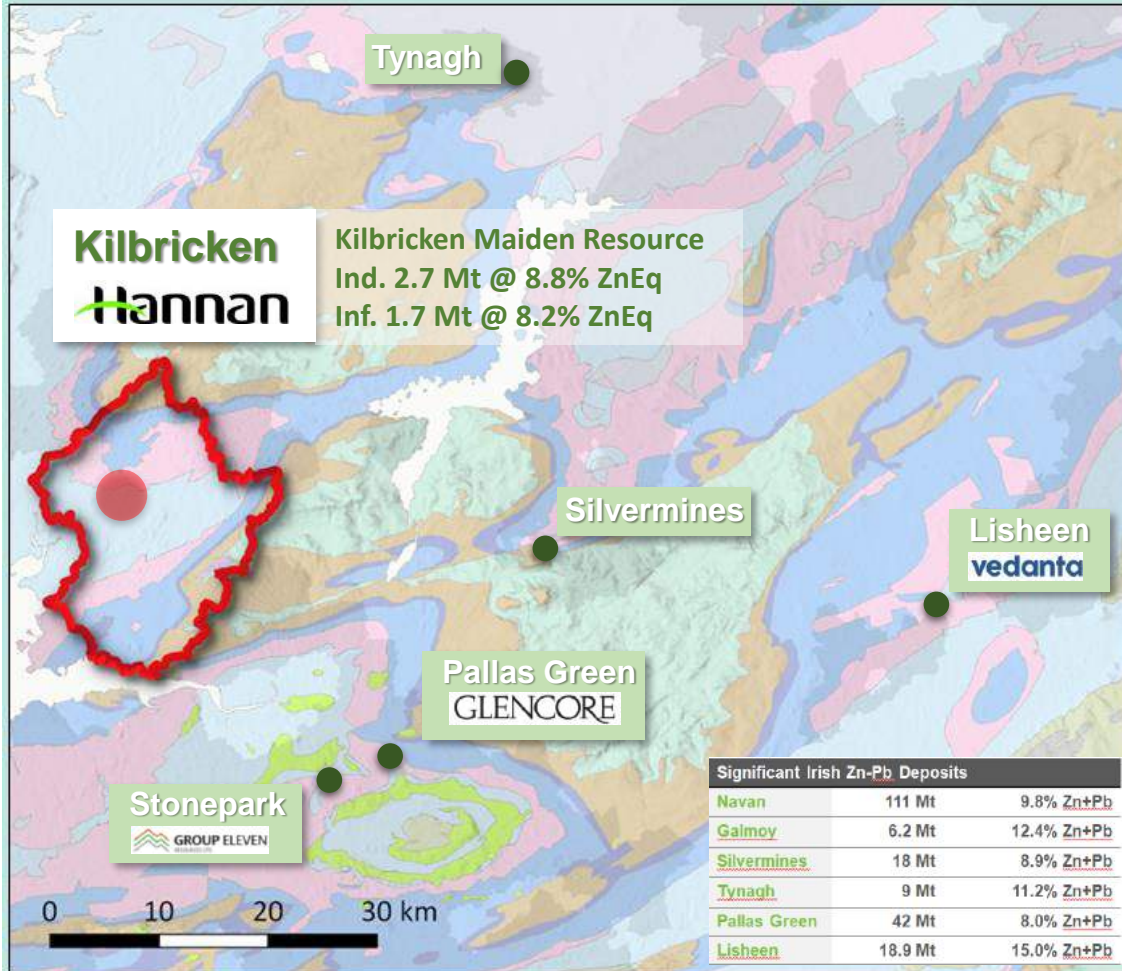 Tynagh
Kilbricken
Hannan
Kilbricken Maiden Resource
Ind. 2.7 Mt @ 8.8% ZnEq
Inf. 1.7 Mt @ 8.2% ZnEq
Silvermines
Lisheen
vedanta
Pallas Green
GLENCORE
Stonepark
GROUP ELEVEN
0 10 20 30 km
Significant Irish Zn-Pb Deposits
Navan 111 Mt 9.8% Zn+Pb
Galmoy 6.2 Mt 12.4% Zn+Pb
Silvermines 18 Mt 8.9% Zn+Pb
Tynagh 9 Mt 11.2% Zn+Pb
Pallas Green 42 Mt 8.0% Zn+Pb
Lisheen 18.9 Mt 15.0% Zn+Pb